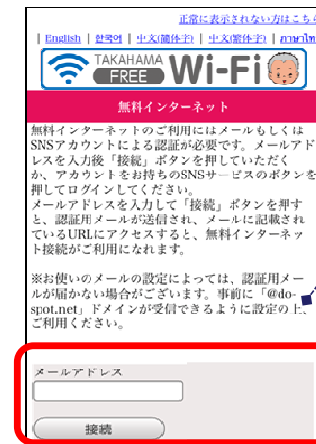 正常に表示されない方はこちら
| English | 한국어 | 中文(簡体字) | 中文(繁体字) | ภาษาไท
TAKAHAMA
FREE Wi-Fi
無料インターネット
無料インターネットのご利用にはメールもしくは
SNSアカウントによる認証が必要です。メールアド
レスを入力後「接続」ボタンを押していただく
か、アカウントをお持ちのSNSサービスのボタンを
押してログインしてください。
メールアドレスを入力して「接続」ボタンを押す
と、認証用メールが送信され、メールに記載され
ているURLにアクセスすると、無料インターネッ
ト接続がご利用になれます。
※お使いのメールの設定によっては、認証用メー
ルが届かない場合がございます。事前に「@do-
spot.net」ドメインが受信できるように設定の上、
ご利用ください。
メールアドレス
接続